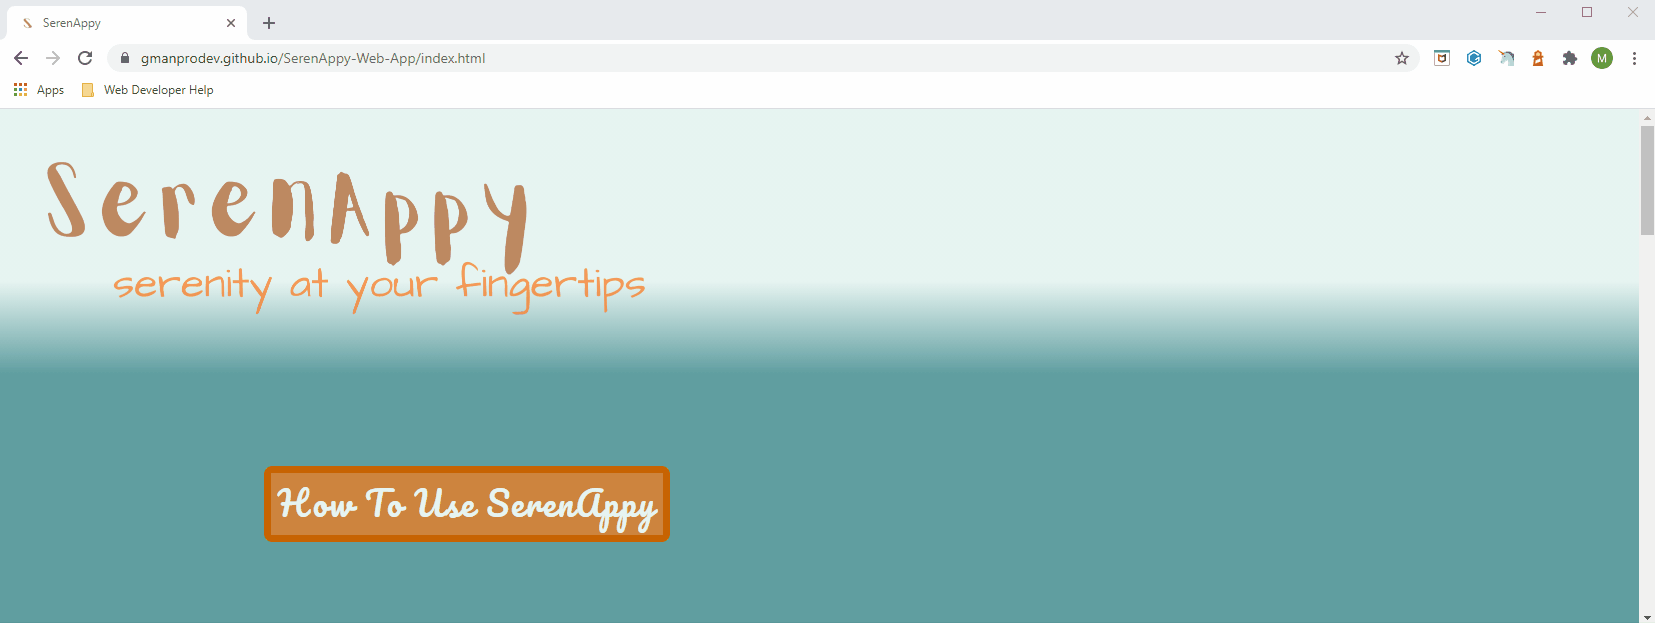 SerenAppy
gmanprodev.github.io/SerenAppy-Web-App/index.html
M
Apps
Web Developer Help
SerenAppy
serenity at your fingertips
How To Use SerenAppy